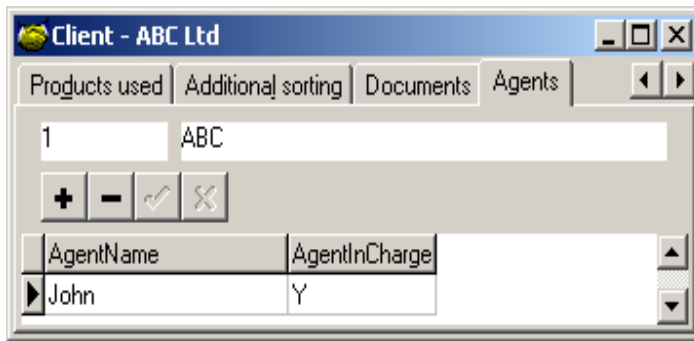 Client - ABC Ltd
Products used Additional sorting Documents Agents
1 ABC
AgentName AgentInCharge
John Y